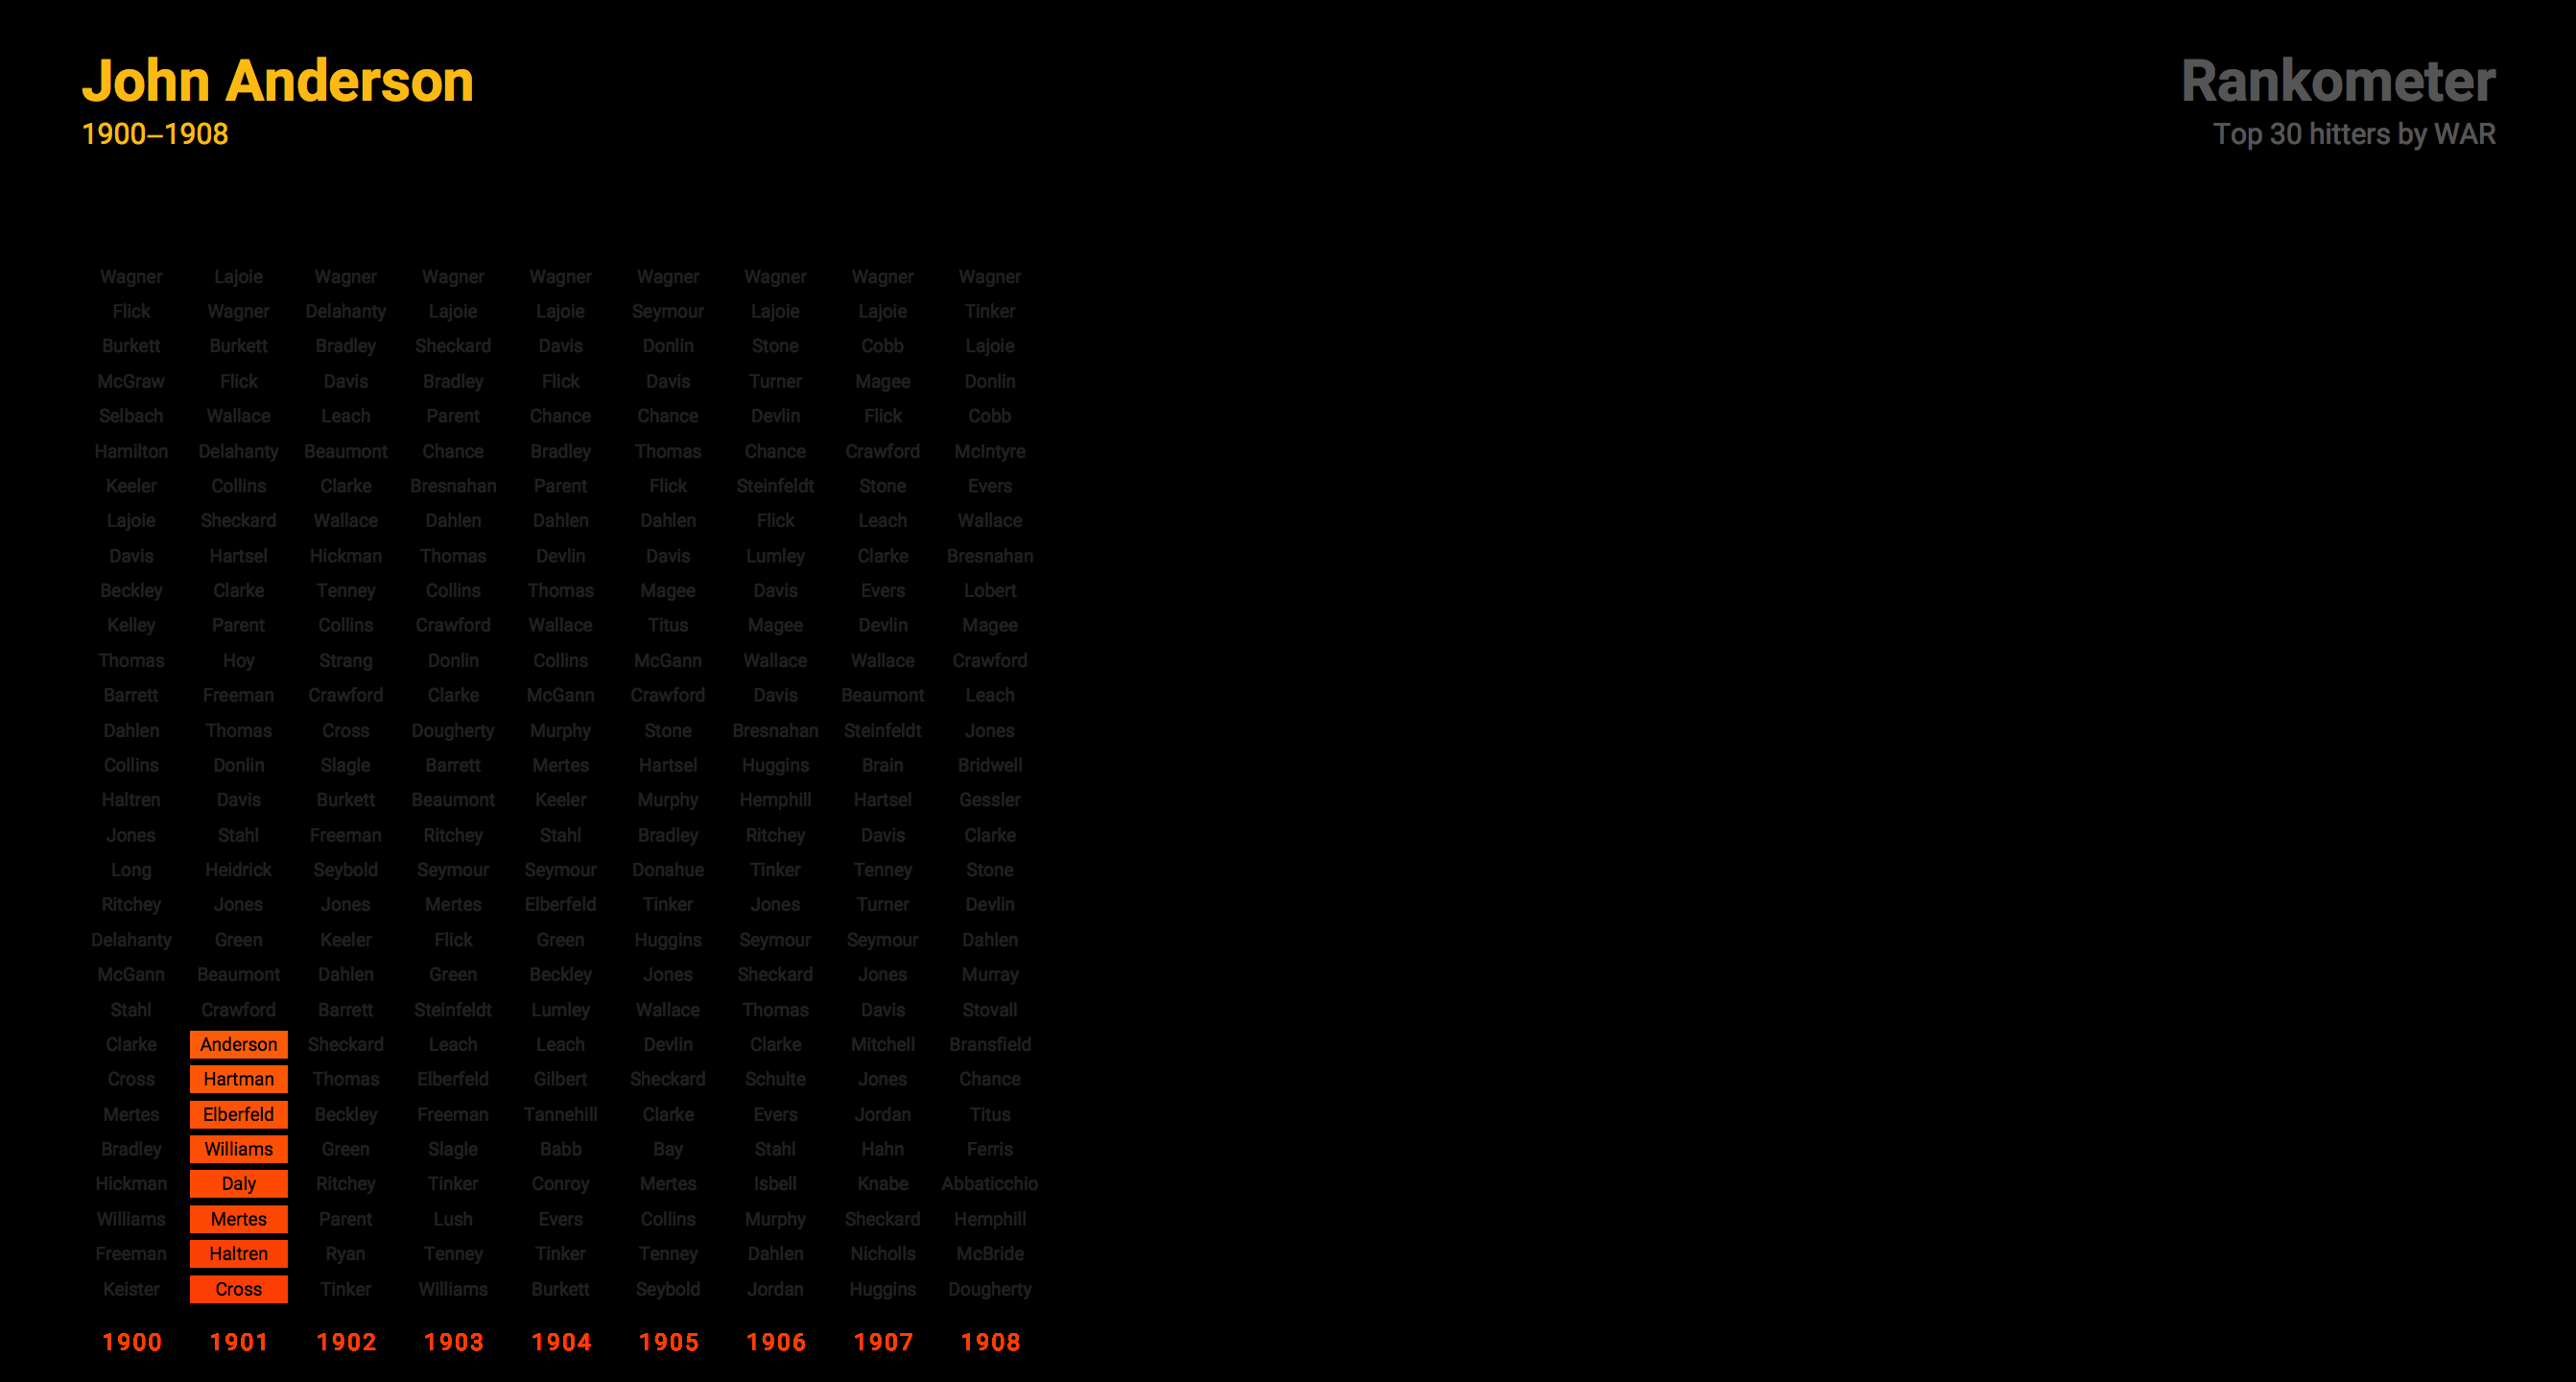 John Anderson
1900–1908
Rankometer
Top 30 hitters by WAR
Wagner Lajoie Wagner Wagner Wagner Wagner Wagner Wagner Wagner
Flick Wagner Delahanty Lajoie Lajoie Seymour Lajoie Lajoie Tinker
Burkett Burkett Bradley Sheckard Davis Donlin Stone Cobb Lajoie
McGraw Flick Davis Bradley Flick Davis Turner Magee Donlin
Selbach Wallace Leach Parent Chance Chance Devlin Flick Cobb
Hamilton Delahanty Beaumont Chance Bradley Thomas Chance Crawford McIntyre
Keeler Collins Clarke Bresnahan Parent Flick Steinfeldt Stone Evers
Lajoie Sheckard Wallace Dahlen Dahlen Dahlen Flick Leach Wallace
Davis Hartsel Hickman Thomas Devlin Davis Lumley Clarke Bresnahan
Beckley Clarke Tenney Collins Thomas Magee Davis Evers Lobert
Kelley Parent Collins Crawford Wallace Titus Magee Devlin Magee
Thomas Hoy Strang Donlin Collins McGann Wallace Wallace Crawford
Barrett Freeman Crawford Clarke McGann Crawford Davis Beaumont Leach
Dahlen Thomas Cross Dougherty Murphy Stone Bresnahan Steinfeldt Jones
Collins Donlin Slagle Barrett Mertes Hartsel Huggins Brain Bridwell
Haltren Davis Burkett Beaumont Keeler Murphy Hemphill Hartsel Gessler
Jones Stahl Freeman Ritchey Stahl Bradley Ritchey Davis Clarke
Long Heidrick Seybold Seymour Seymour Donahue Tinker Tenney Stone
Ritchey Jones Jones Mertes Elberfeld Tinker Jones Turner Devlin
Delahanty Green Keeler Flick Green Huggins Seymour Seymour Dahlen
McGann Beaumont Dahlen Green Beckley Jones Sheckard Jones Murray
Stahl Crawford Barrett Steinfeldt Lumley Wallace Thomas Davis Stovall
Clarke Anderson Sheckard Leach Leach Devlin Clarke Mitchell Bransfield
Cross Hartman Thomas Elberfeld Gilbert Sheckard Schulte Jones Chance
Mertes Elberfeld Beckley Freeman Tannehill Clarke Evers Jordan Titus
Bradley Williams Green Slagle Babb Bay Stahl Hahn Ferris
Hickman Daly Ritchey Tinker Conroy Mertes Isbell Knabe Abbaticchio
Williams Mertes Parent Lush Evers Collins Murphy Sheckard Hemphill
Freeman Haltren Ryan Tenney Tinker Tenney Dahlen Nicholls McBride
Keister Cross Tinker Williams Burkett Seybold Jordan Huggins Dougherty
1900 1901 1902 1903 1904 1905 1906 1907 1908